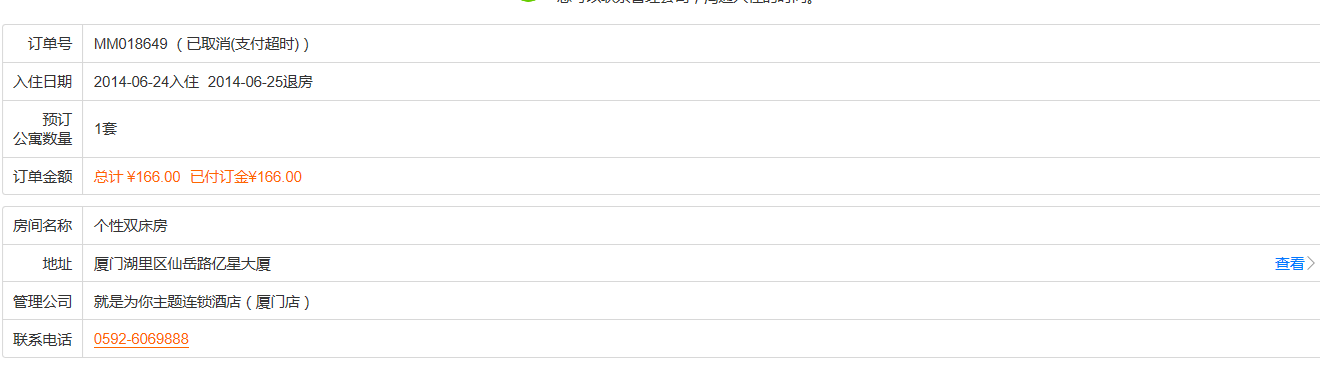 订单号 MM018649 （已取消(支付超时)）
入住日期 2014-06-24入住 2014-06-25退房
预订
公寓数量 1套
订单金额 总计 ¥166.00 已付订金¥166.00
房间名称 个性双床房
地址 厦门湖里区仙岳路亿星大厦 查看
管理公司 就是为你主题连锁酒店（厦门店）
联系电话 0592-6069888